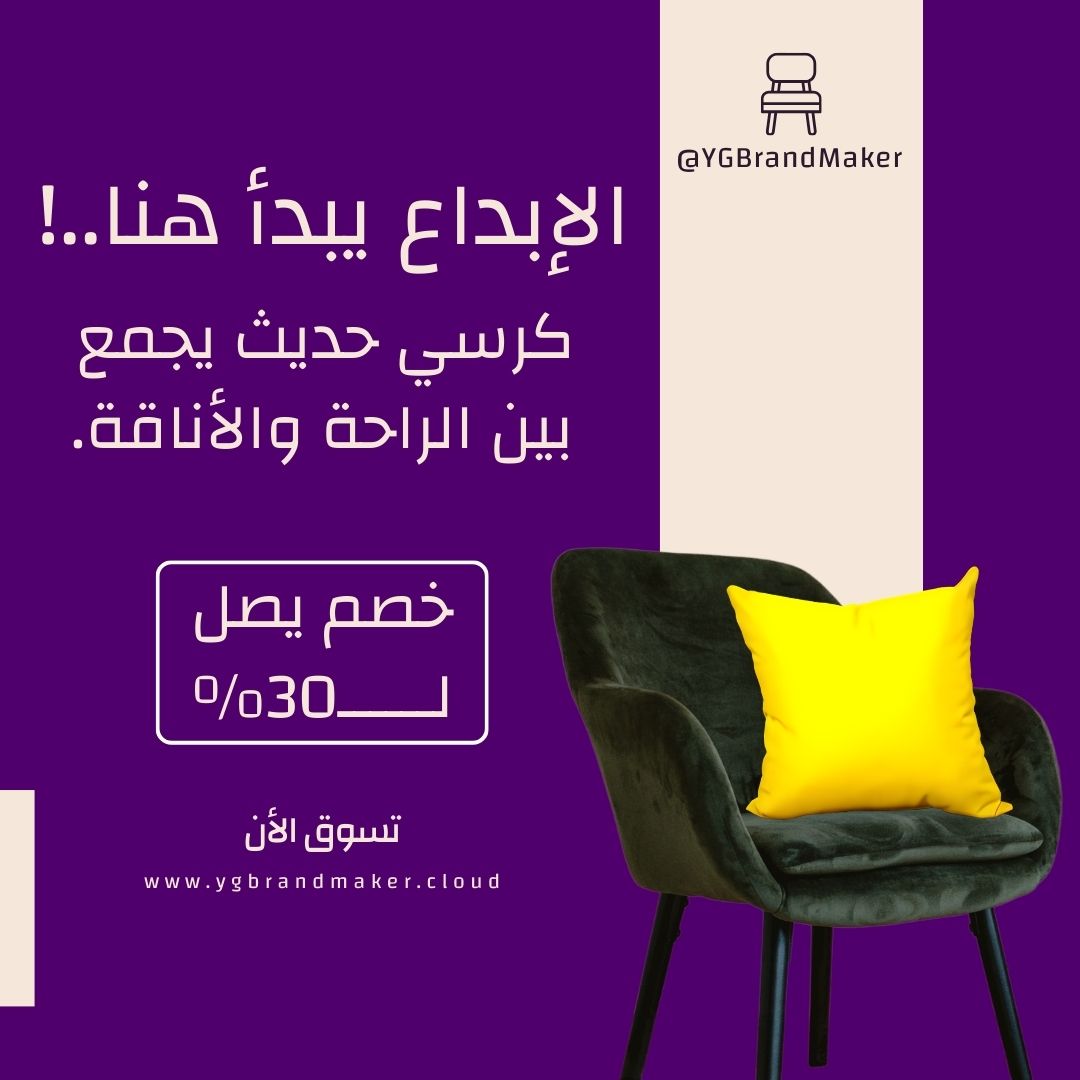 @YGBrandMaker
الإبداع يبدأ هنا..!
كرسي حديث يجمع
بين الراحة والأناقة.
خصم يصل
لـــــ30%
تسوق الأن
www.ygbrandmaker.cloud